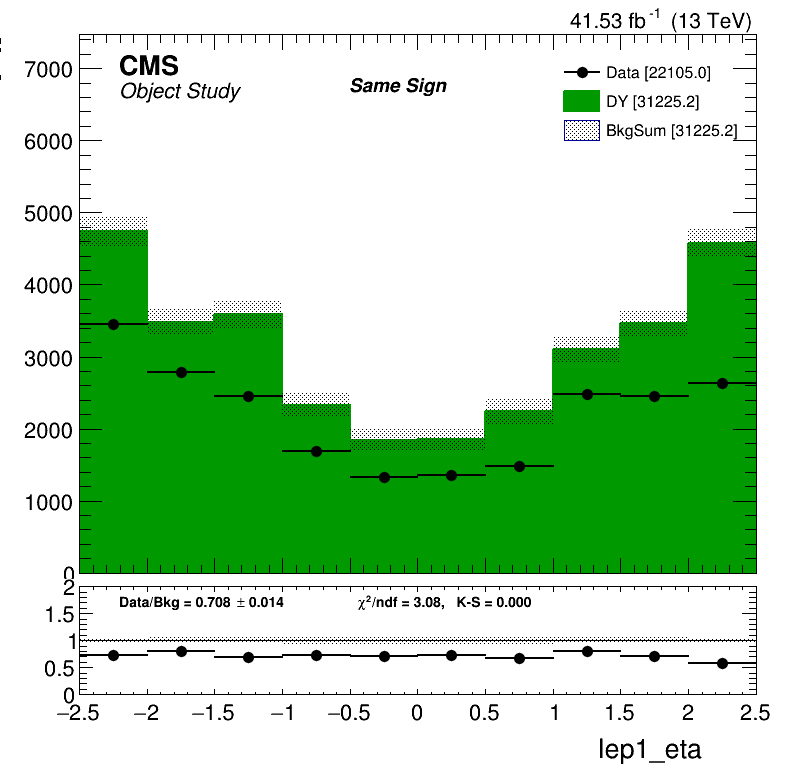 41.53 fb⁻¹ (13 TeV)
CMS
Object Study
Same Sign
Data [22105.0]
DY [31225.2]
BkgSum [31225.2]
7000
6000
5000
4000
3000
2000
1000
0
Data/Bkg = 0.708 ± 0.014
χ²/ndf = 3.08, K-S = 0.000
2
1.5
1
0.5
0
−2.5 −2 −1.5 −1 −0.5 0 0.5 1 1.5 2 2.5
lep1_eta